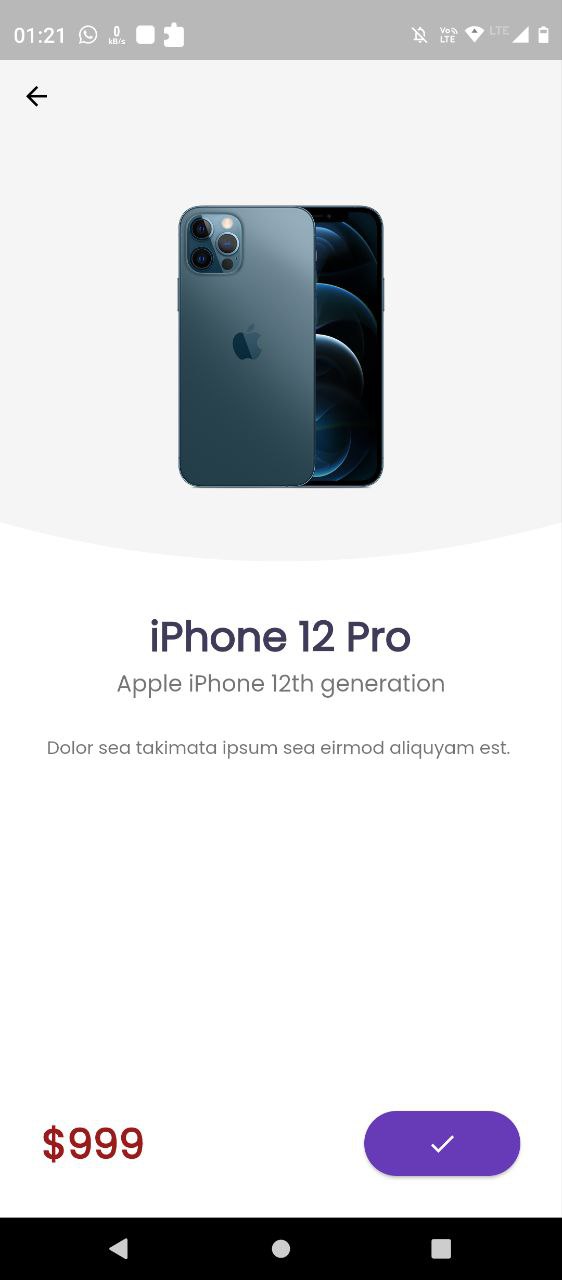 01:21 0 kB/s Vo LTE LTE
iPhone 12 Pro
Apple iPhone 12th generation
Dolor sea takimata ipsum sea eirmod aliquyam est.
$999